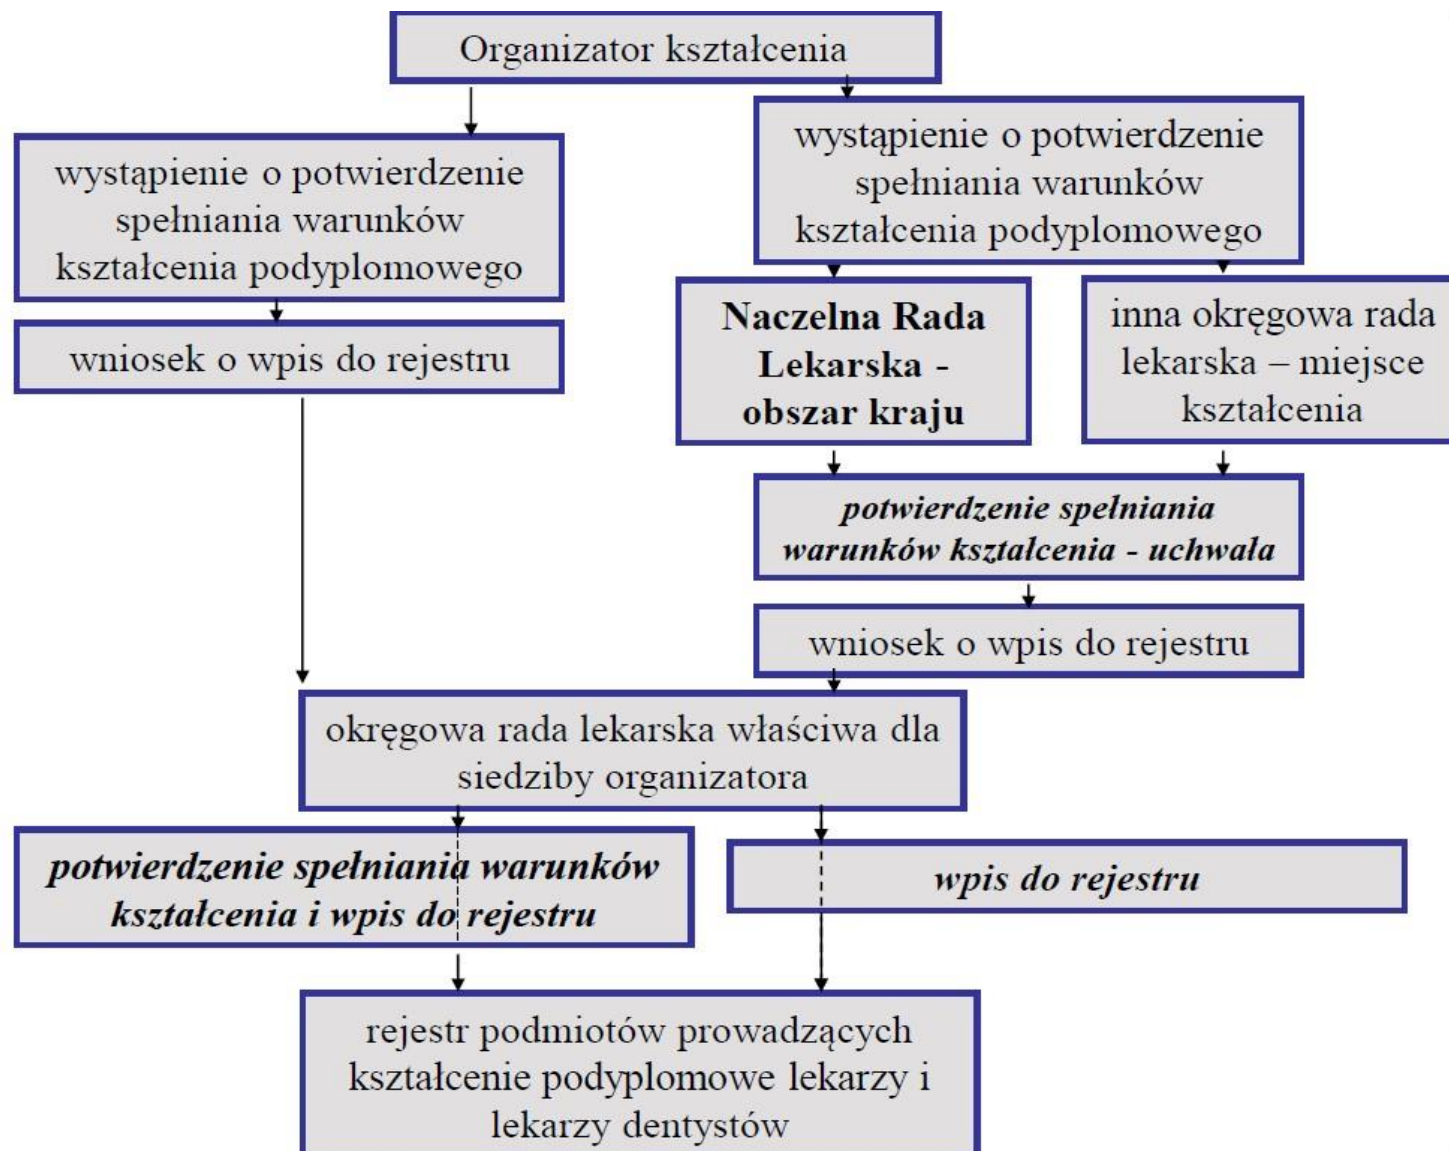 Organizator kształcenia
wystąpienie o potwierdzenie
spełniania warunków
kształcenia podyplomowego
wniosek o wpis do rejestru
wystąpienie o potwierdzenie
spełniania warunków
kształcenia podyplomowego
Naczelna Rada
Lekarska -
obszar kraju
inna okręgowa rada
lekarska – miejsce
kształcenia
potwierdzenie spełniania
warunków kształcenia - uchwała
wniosek o wpis do rejestru
okręgowa rada lekarska właściwa dla
siedziby organizatora
potwierdzenie spełniania warunków
kształcenia i wpis do rejestru
wpis do rejestru
rejestr podmiotów prowadzących
kształcenie podyplomowe lekarzy i
lekarzy dentystów